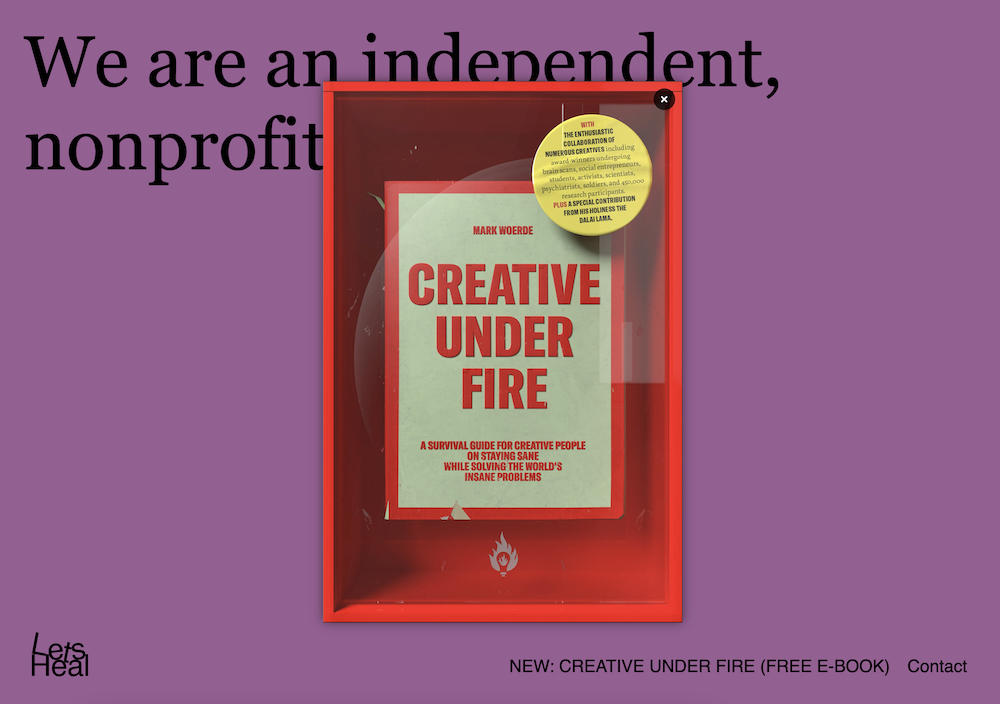 We are an independent,
nonprofit
WITH
THE ENTHUSIASTIC
COLLABORATION OF
NUMEROUS CREATIVES including
award-winners undergoing
brain scans, social entrepreneurs,
students, activists, scientists,
psychiatrists, soldiers, and 450,000
research participants.
PLUS A SPECIAL CONTRIBUTION
FROM HIS HOLINESS THE
DALAI LAMA.
MARK WOERDE
CREATIVE
UNDER
FIRE
A SURVIVAL GUIDE FOR CREATIVE PEOPLE
ON STAYING SANE
WHILE SOLVING THE WORLD'S
INSANE PROBLEMS
Lets
Heal
NEW: CREATIVE UNDER FIRE (FREE E-BOOK) Contact